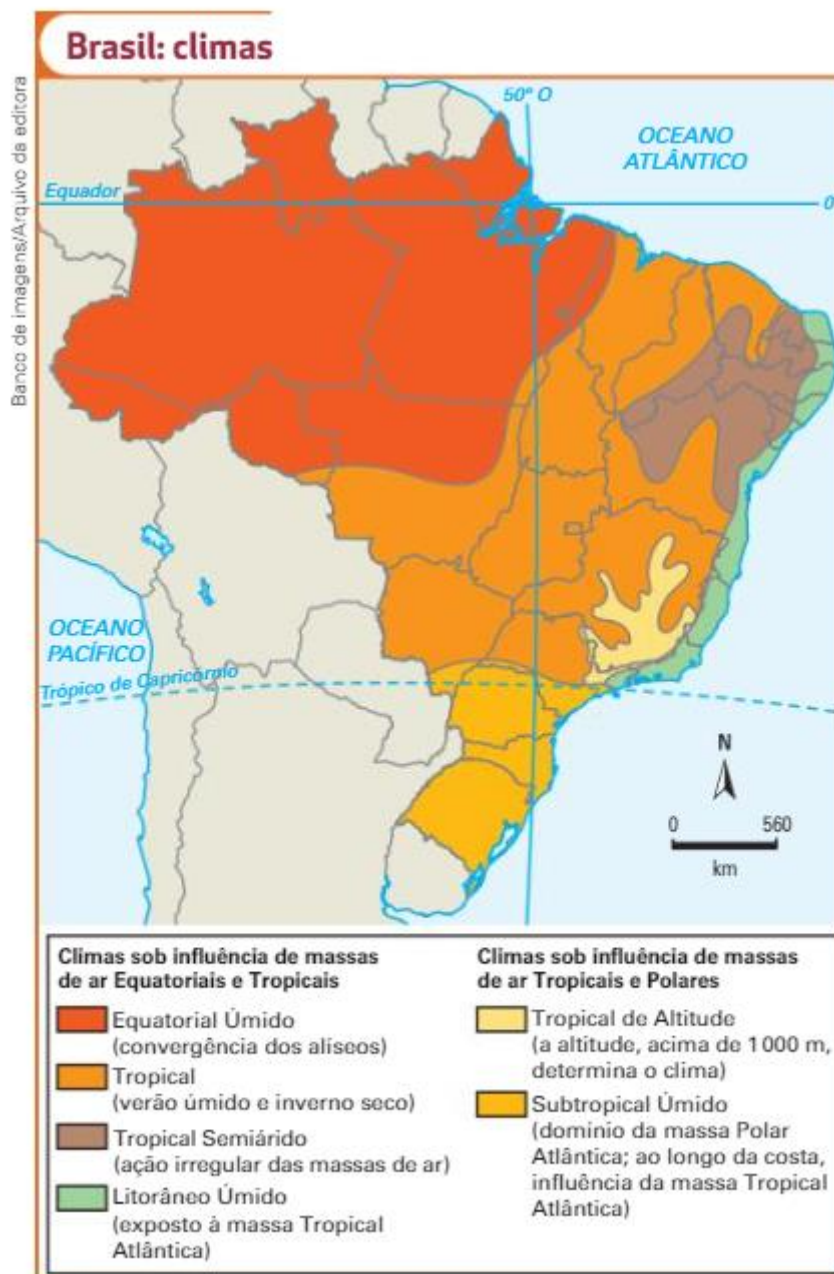 Brasil: climas
Banco de imagens/Arquivo da editora
50º O
OCEANO
ATLÂNTICO
Equador
0
OCEANO
PACÍFICO
Trópico de Capricórnio
N
0 560
km
Climas sob influência de massas
de ar Equatoriais e Tropicais
Equatorial Úmido
(convergência dos alíseos)
Tropical
(verão úmido e inverno seco)
Tropical Semiárido
(ação irregular das massas de ar)
Litorâneo Úmido
(exposto à massa Tropical
Atlântica)
Climas sob influência de massas
de ar Tropicais e Polares
Tropical de Altitude
(a altitude, acima de 1 000 m,
determina o clima)
Subtropical Úmido
(domínio da massa Polar
Atlântica; ao longo da costa,
influência da massa Tropical
Atlântica)